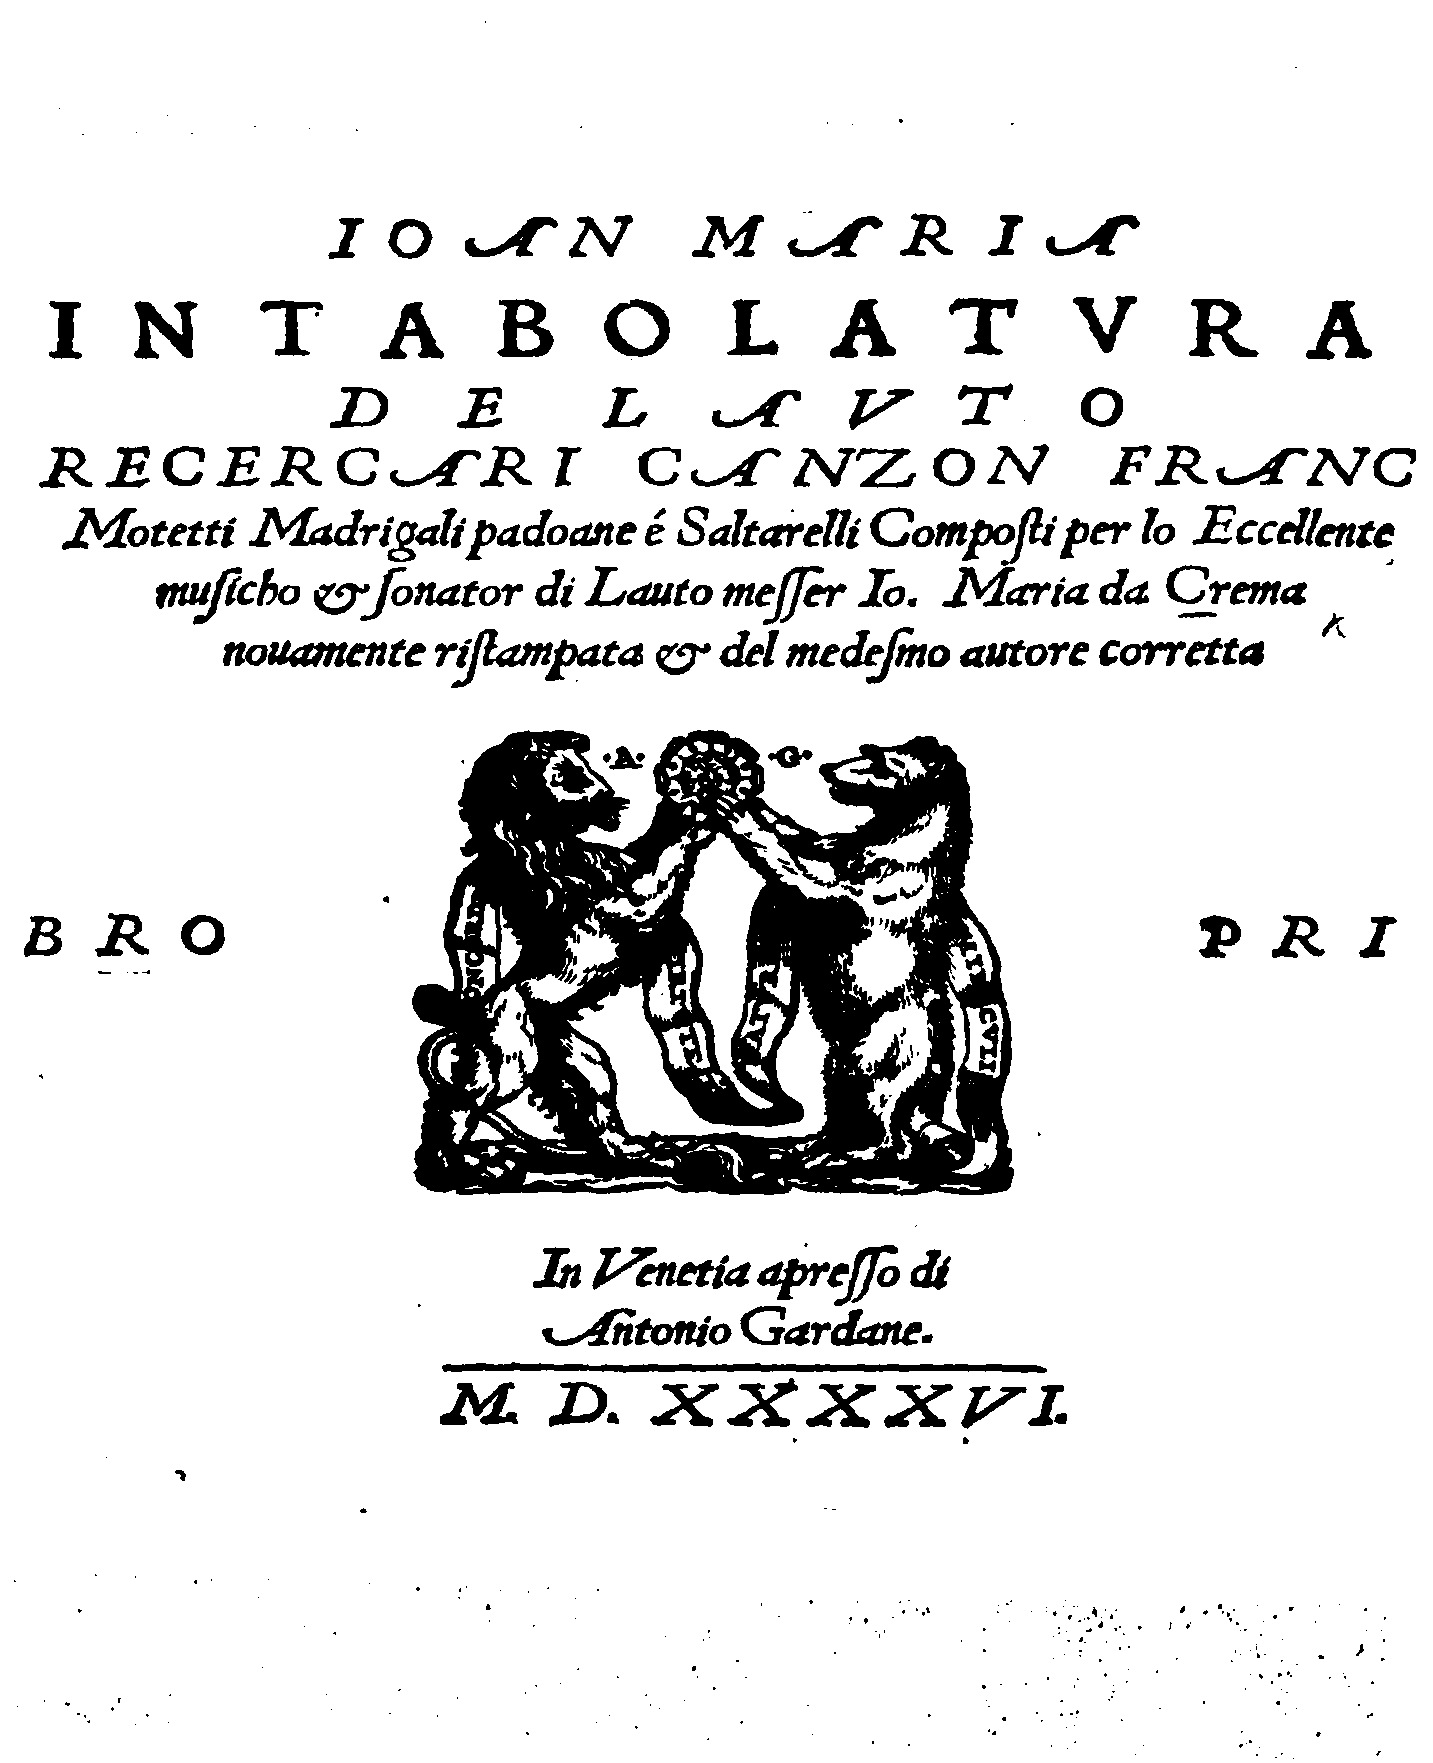 IOAN MARIA
INTABOLATVRA
DE LAVTO
RECERCARI CANZON FRANC
Motetti Madrigali padoane é Saltarelli Compoſti per lo Eccellente
muſicho & ſonator di Lauto meſſer Io. Maria da Crema
nouamente riſtampata & del medeſmo autore corretta
·A· ·G·
BRO PRI
CVLI
In Venetia apreſſo di
Antonio Gardane.
M. D. XXXXVI.